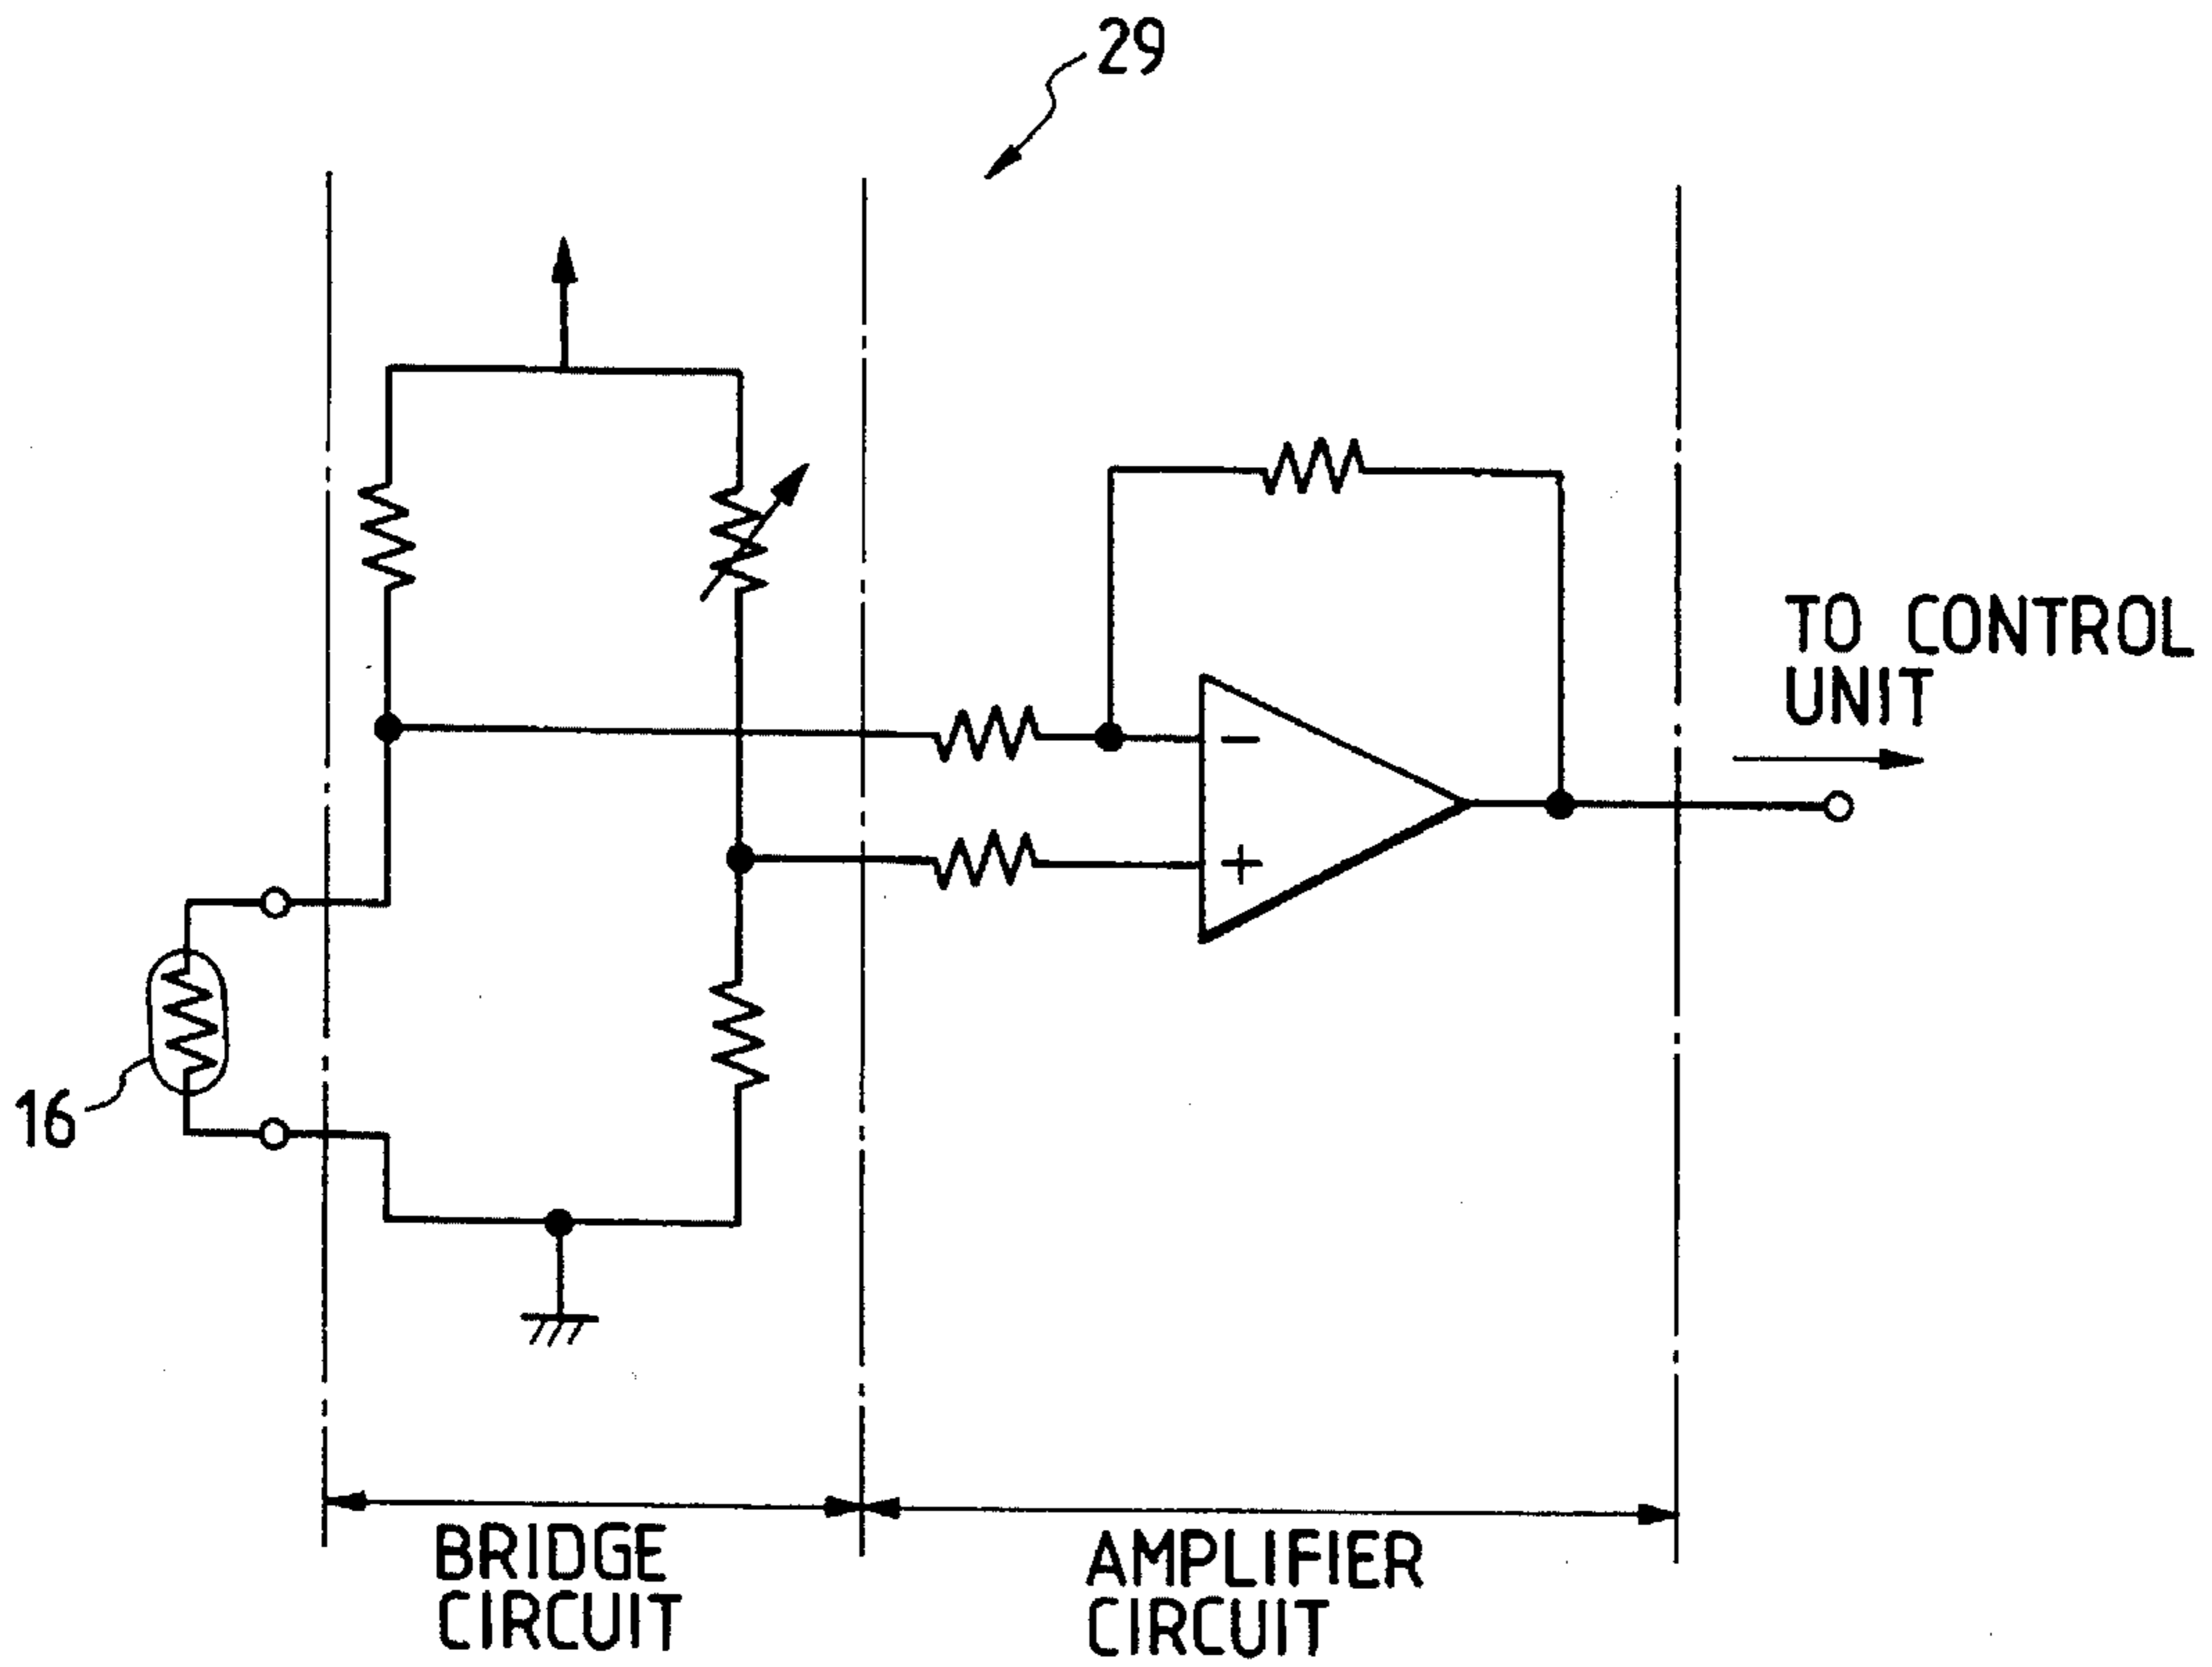 29
TO CONTROL
UNIT
−
+
16
BRIDGE
CIRCUIT
AMPLIFIER
CIRCUIT